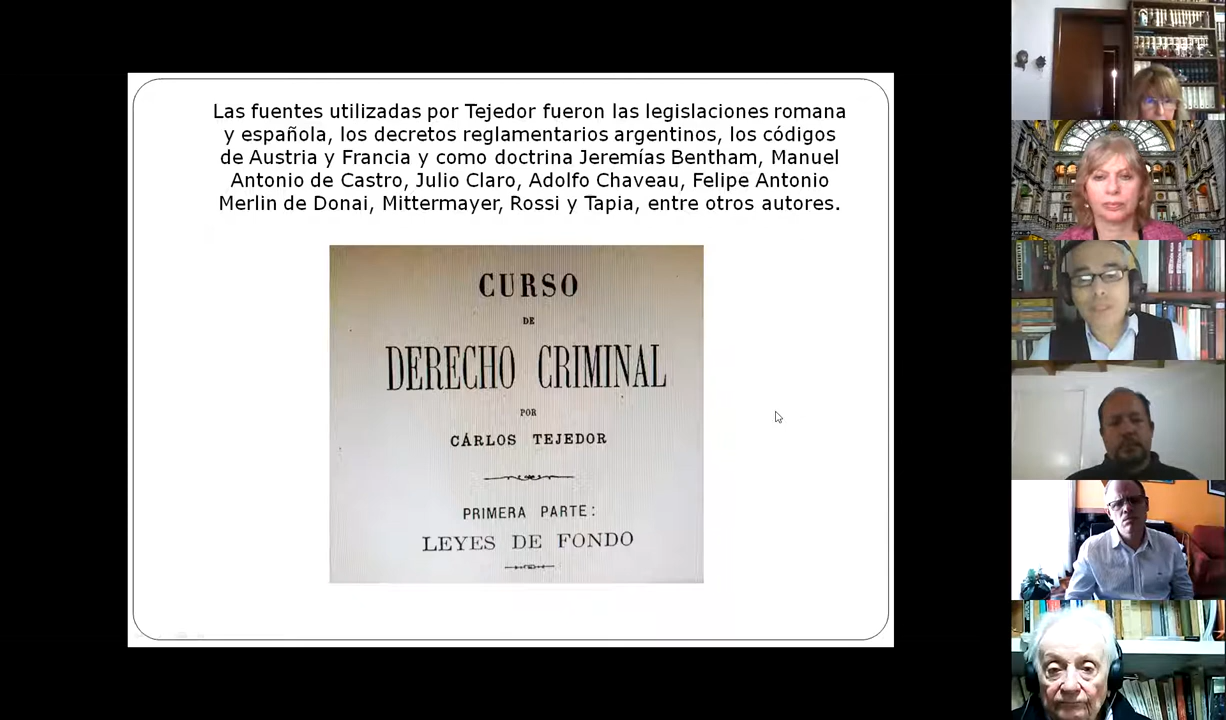 Las fuentes utilizadas por Tejedor fueron las legislaciones romana
y española, los decretos reglamentarios argentinos, los códigos
de Austria y Francia y como doctrina Jeremías Bentham, Manuel
Antonio de Castro, Julio Claro, Adolfo Chaveau, Felipe Antonio
Merlin de Donai, Mittermayer, Rossi y Tapia, entre otros autores.
CURSO
DE
DERECHO CRIMINAL
POR
CÁRLOS TEJEDOR
PRIMERA PARTE:
LEYES DE FONDO